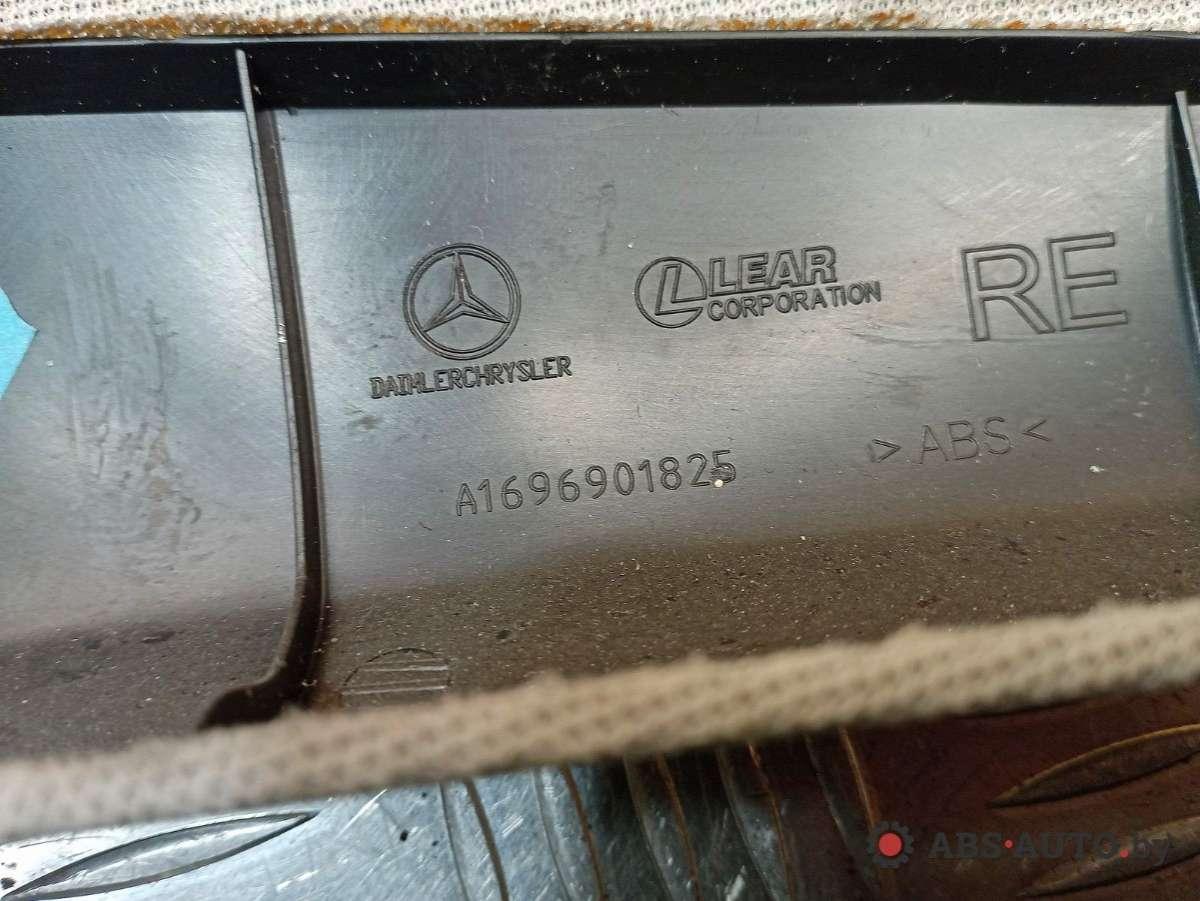 DAIMLERCHRYSLER
L LEAR
CORPORATION
RE
A1696901825
>ABS<
ABS-AUTO.by